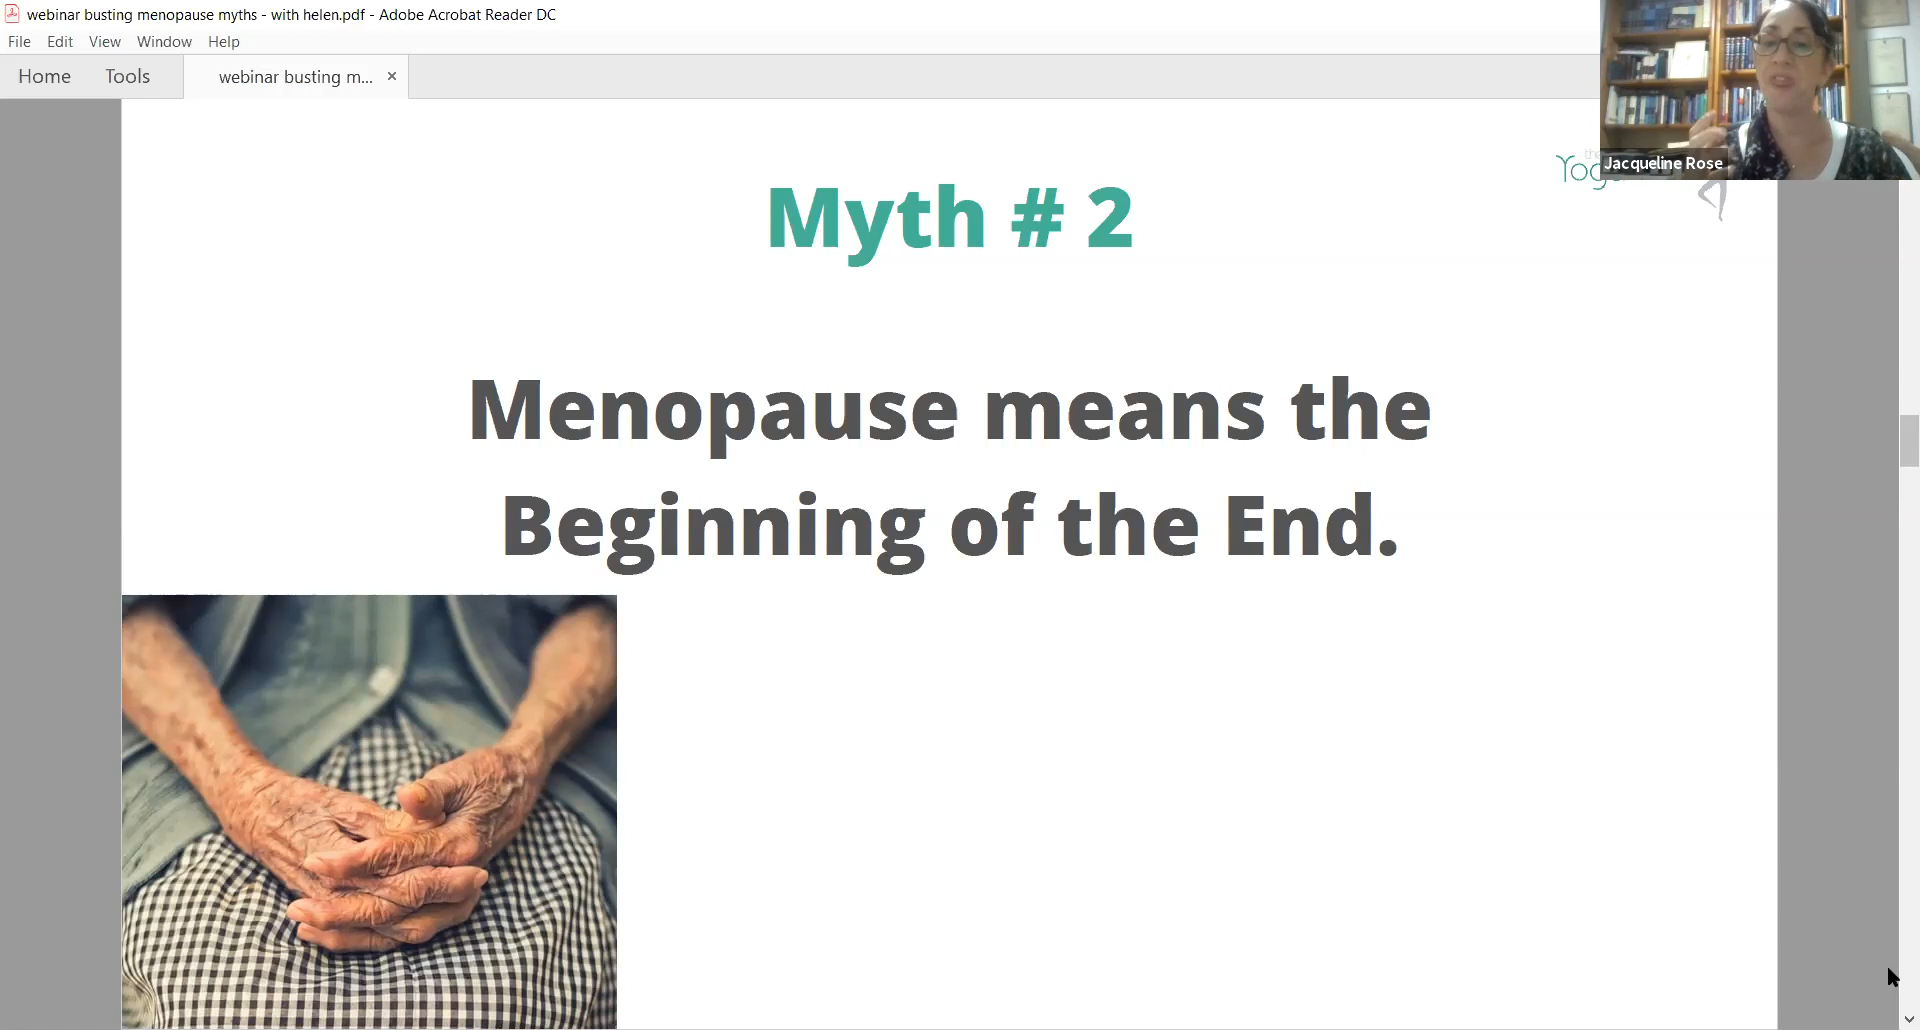 webinar busting menopause myths - with helen.pdf - Adobe Acrobat Reader DC
File Edit View Window Help
Home Tools webinar busting m... ×
Jacqueline Rose
Myth # 2
Menopause means the
Beginning of the End.